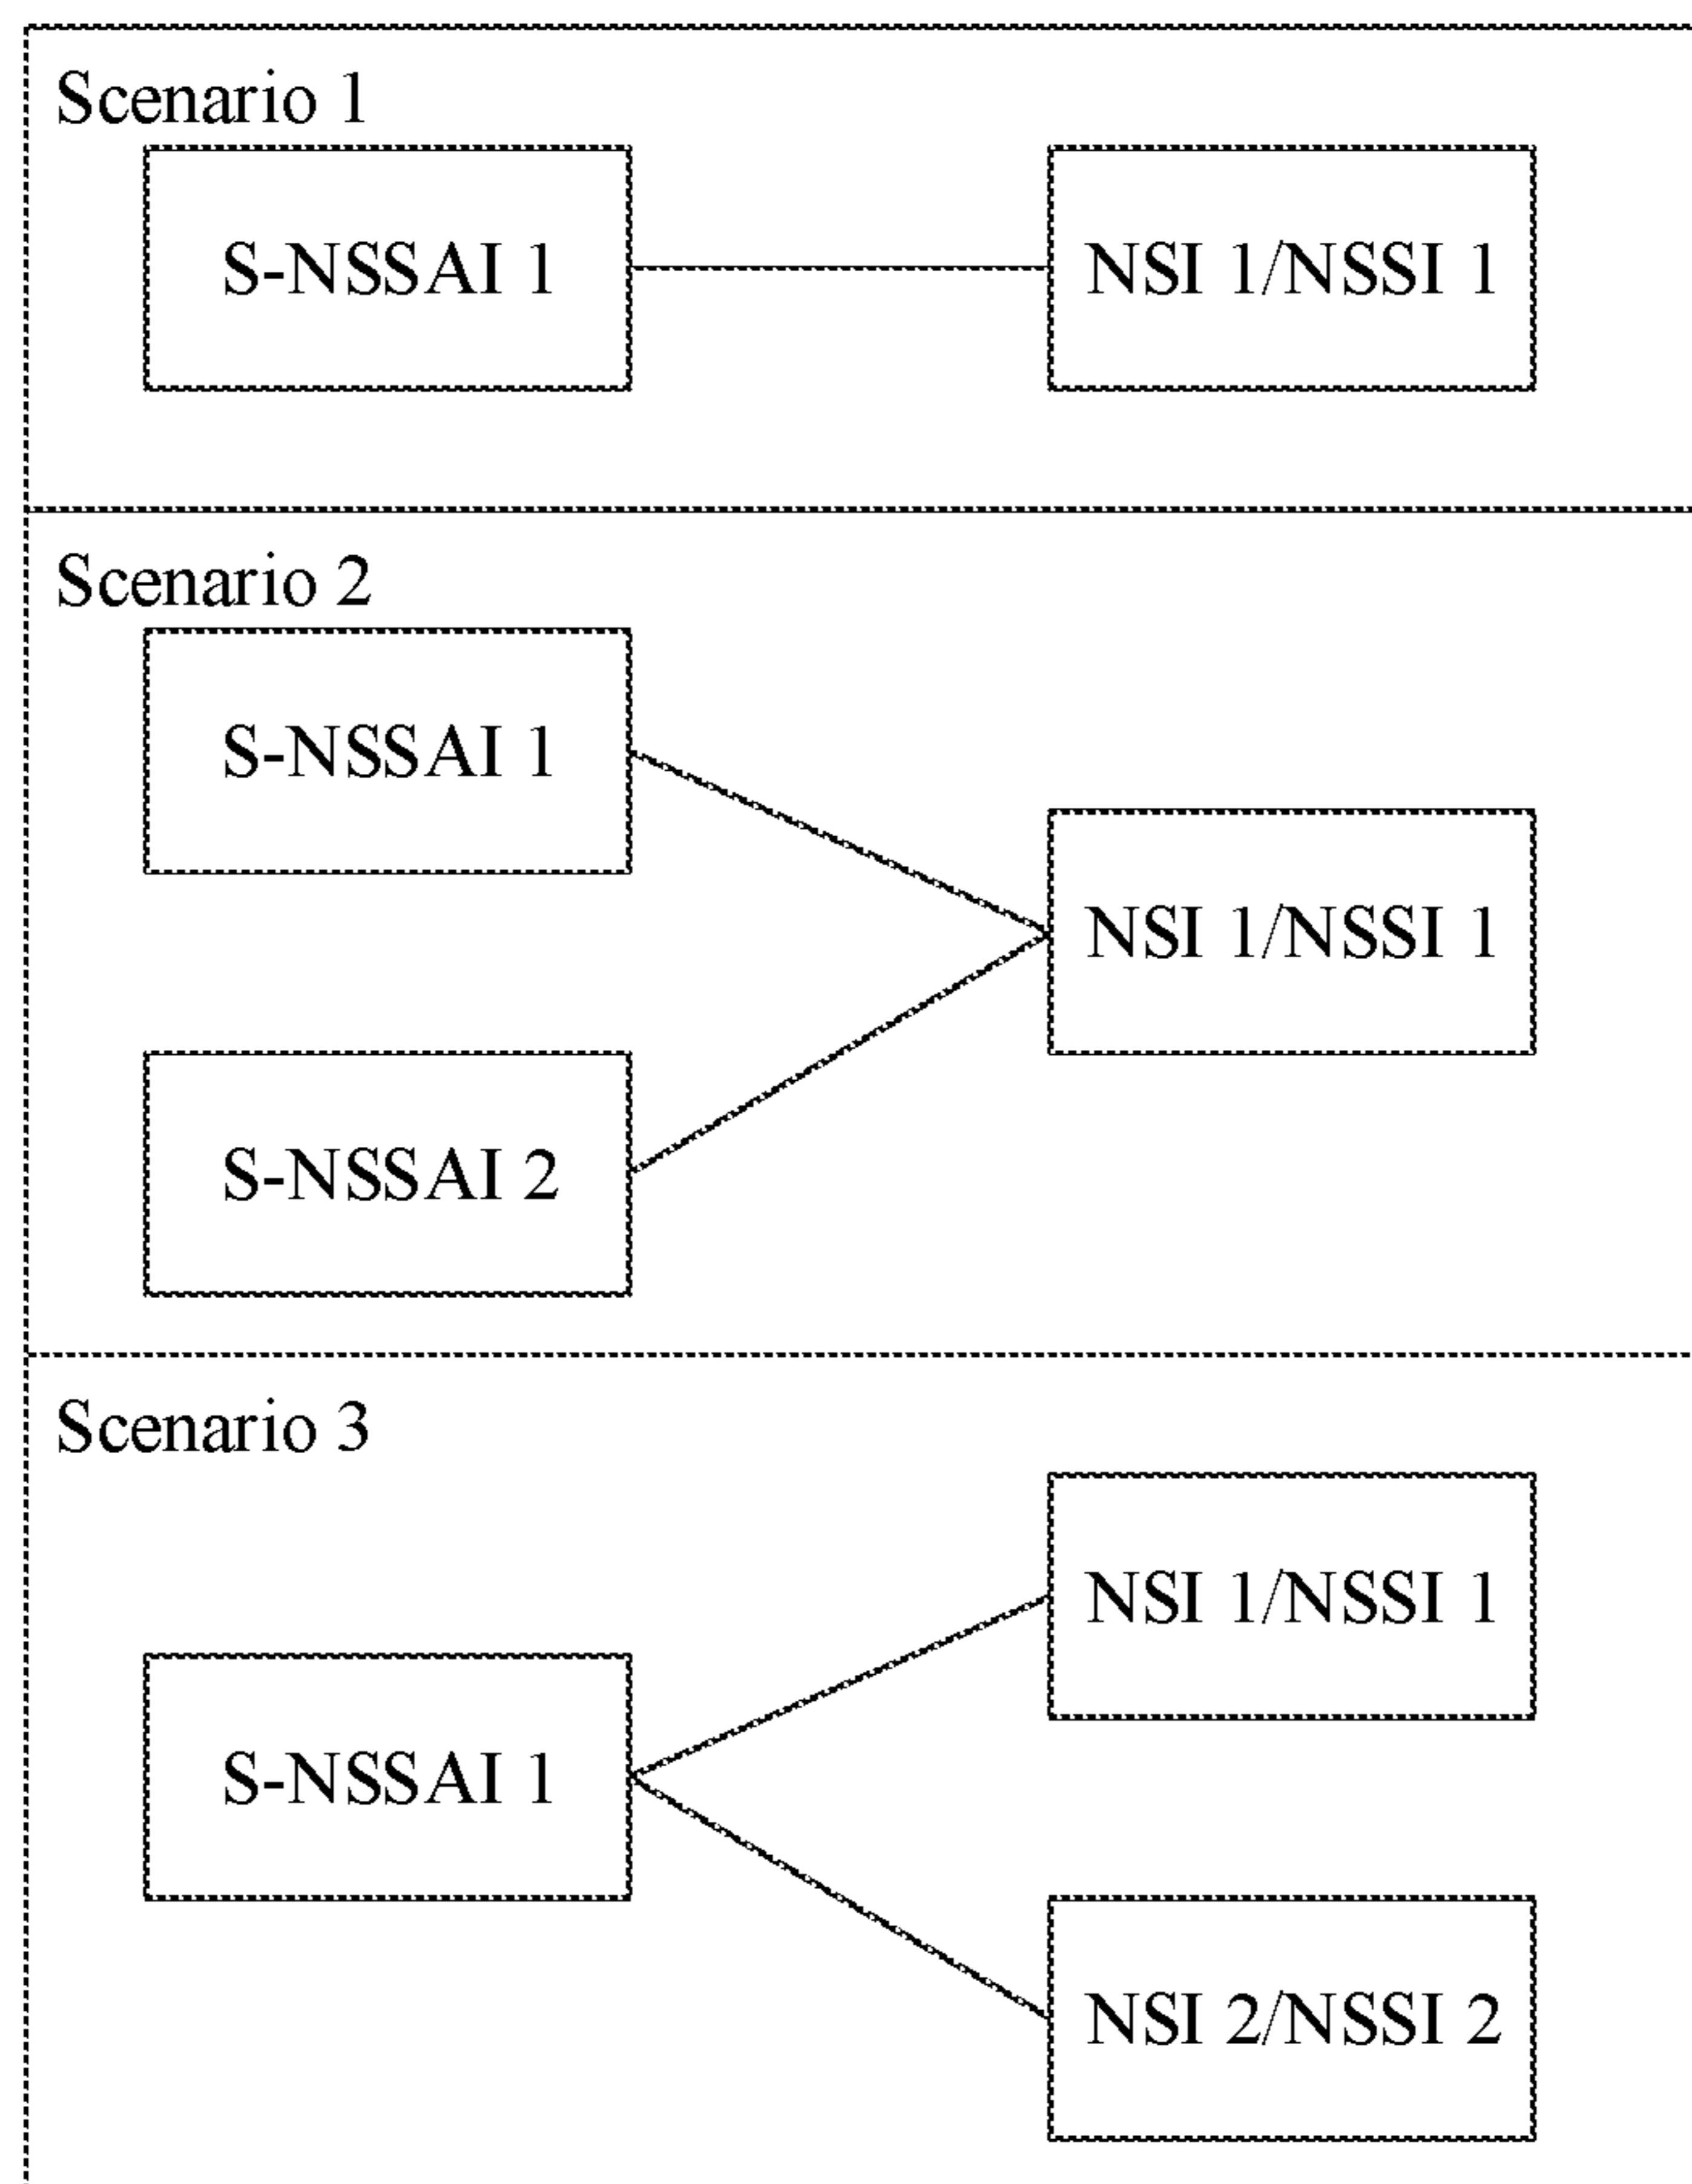 Scenario 1
S-NSSAI 1
NSI 1/NSSI 1
Scenario 2
S-NSSAI 1
NSI 1/NSSI 1
S-NSSAI 2
Scenario 3
NSI 1/NSSI 1
S-NSSAI 1
NSI 2/NSSI 2